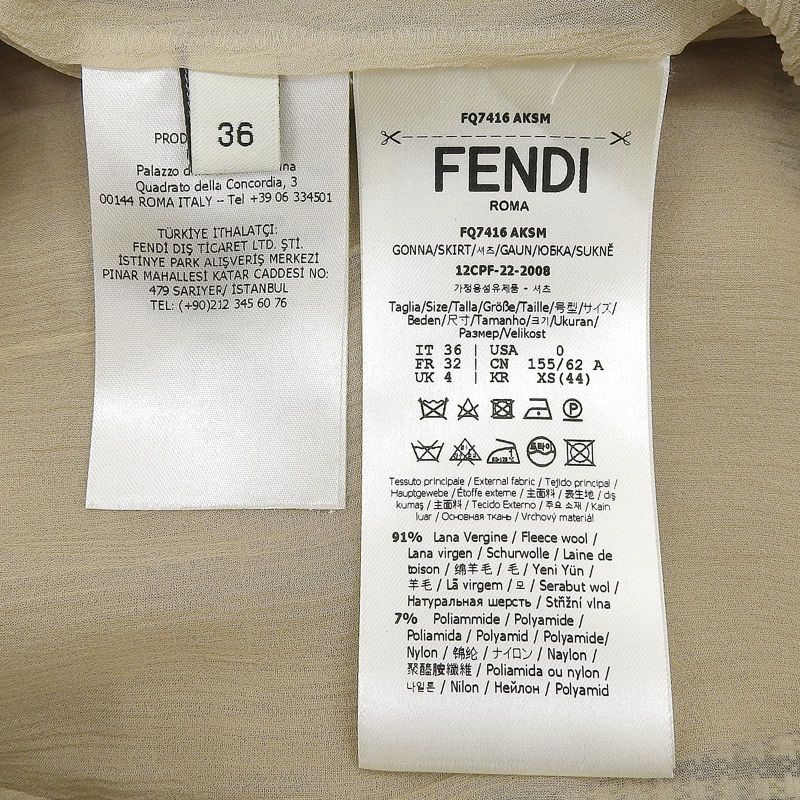 36
PROD
Palazzo d
na
Quadrato della Concordia, 3
00144 ROMA ITALY – Tel +39 06 334501
TÜRKİYE İTHALATÇI:
FENDİ DIŞ TİCARET LTD. ŞTİ.
İSTİNYE PARK ALIŞVERİŞ MERKEZİ
PINAR MAHALLESİ KATAR CADDESİ NO:
479 SARIYER/ İSTANBUL
TEL: (+90)212 345 60 76
FQ7416 AKSM
FENDI
ROMA
FQ7416 AKSM
GONNA/SKIRT/셔츠/GAUN/ЮБКА/SUKNĚ
12CPF-22-2008
가정용섬유제품 - 셔츠
Taglia/Size/Talla/Größe/Taille/号型/サイズ/
Beden/尺寸/Tamanho/크기/Ukuran/
Размер/Velikost
IT 36 | USA 0
FR 32 | CN 155/62 A
UK 4 | KR XS(44)
드라이
Tessuto principale / External fabric / Tejido principal /
Hauptgewebe / Étoffe externe / 主面料 / 表生地 / dış
kumaş / 主面料 / Tecido Externo / 주요 소재 / Kain
luar / Основная ткань / Vrchový materiál
91% Lana Vergine / Fleece wool /
Lana virgen / Schurwolle / Laine de
toison / 绵羊毛 / 毛 / Yeni Yün /
羊毛 / Lã virgem / 모 / Serabut wol /
Натуральная шерсть / Střižní vlna
7% Poliammide / Polyamide /
Poliamida / Polyamid / Polyamide/
Nylon / 锦纶 / ナイロン / Naylon /
聚醯胺纖維 / Poliamida ou nylon /
나일론 / Nilon / Нейлон / Polyamid